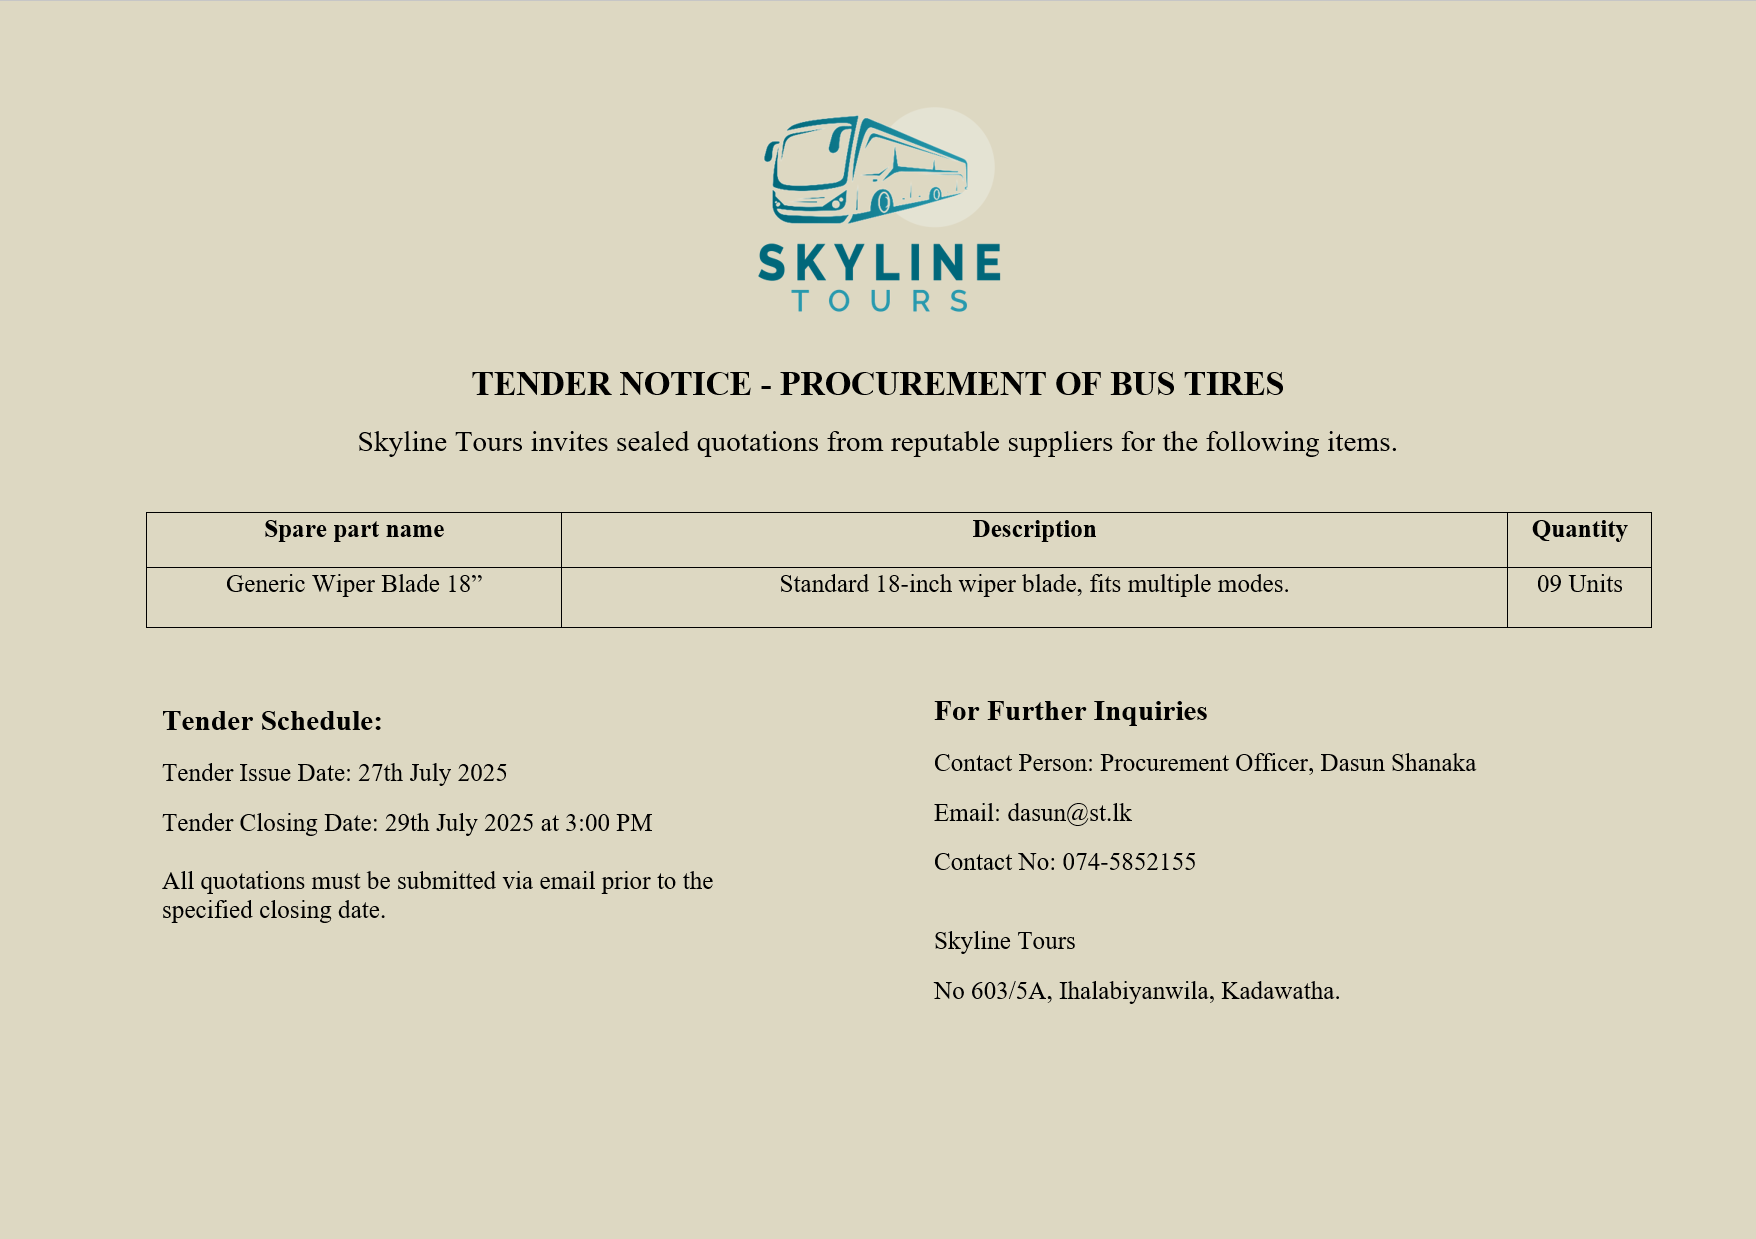 SKYLINE
TOURS
TENDER NOTICE - PROCUREMENT OF BUS TIRES
Skyline Tours invites sealed quotations from reputable suppliers for the following items.
Spare part name Description Quantity
Generic Wiper Blade 18” Standard 18-inch wiper blade, fits multiple modes. 09 Units
Tender Schedule:
Tender Issue Date: 27th July 2025
Tender Closing Date: 29th July 2025 at 3:00 PM
All quotations must be submitted via email prior to the
specified closing date.
For Further Inquiries
Contact Person: Procurement Officer, Dasun Shanaka
Email: dasun@st.lk
Contact No: 074-5852155
Skyline Tours
No 603/5A, Ihalabiyanwila, Kadawatha.